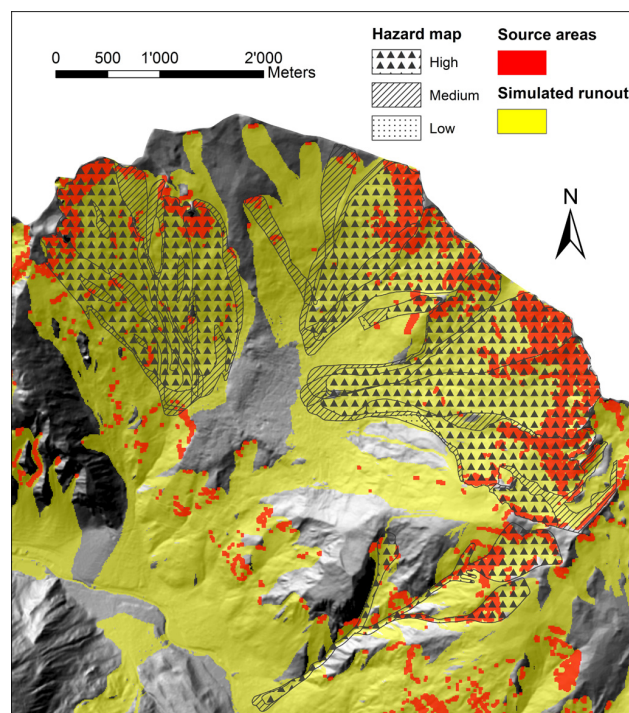 0 500 1'000 2'000
Meters
Hazard map
High
Medium
Low
Source areas
Simulated runout
N